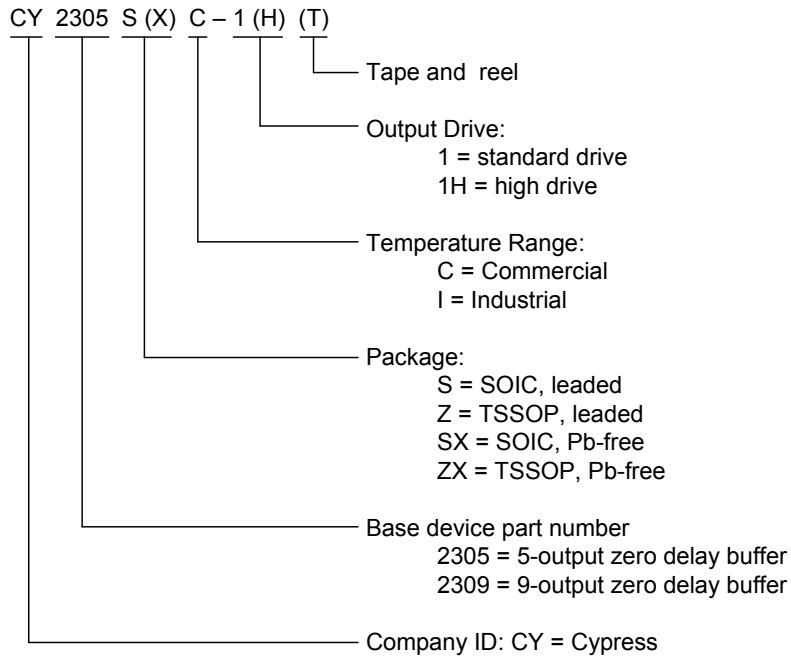 CY 2305 S (X) C – 1 (H) (T)
Tape and reel
Output Drive:
1 = standard drive
1H = high drive
Temperature Range:
C = Commercial
I = Industrial
Package:
S = SOIC, leaded
Z = TSSOP, leaded
SX = SOIC, Pb-free
ZX = TSSOP, Pb-free
Base device part number
2305 = 5-output zero delay buffer
2309 = 9-output zero delay buffer
Company ID: CY = Cypress